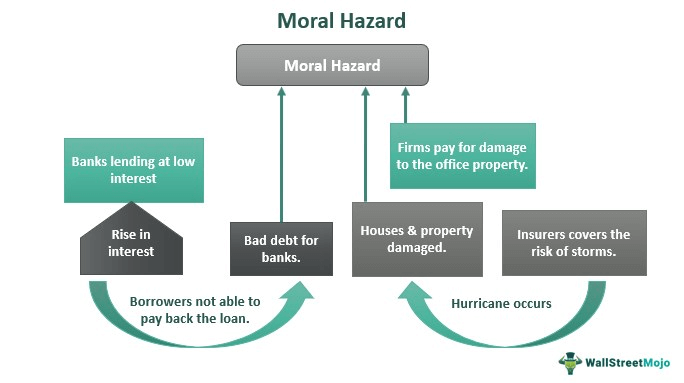 Moral Hazard
Moral Hazard
Firms pay for damage
to the office property.
Banks lending at low
interest
Rise in
interest
Bad debt for
banks.
Houses & property
damaged.
Insurers covers the
risk of storms.
Borrowers not able to
pay back the loan.
Hurricane occurs
WallStreetMojo